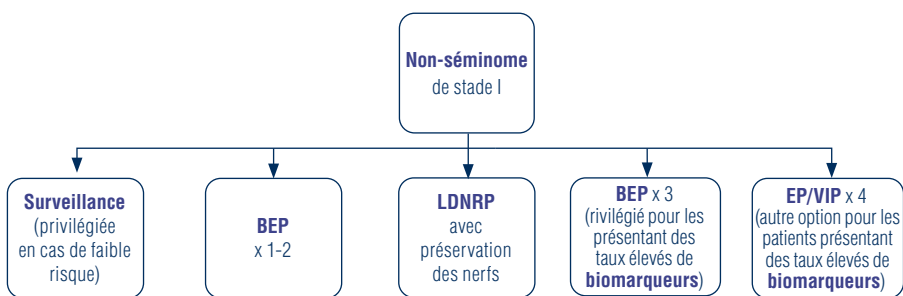 Non-séminome
de stade I
Surveillance
(privilégiée
en cas de faible
risque)
BEP
x 1-2
LDNRP
avec
préservation
des nerfs
BEP x 3
(rivilégié pour les
présentant des
taux élevés de
biomarqueurs)
EP/VIP x 4
(autre option pour les
patients présentant
des taux élevés de
biomarqueurs)